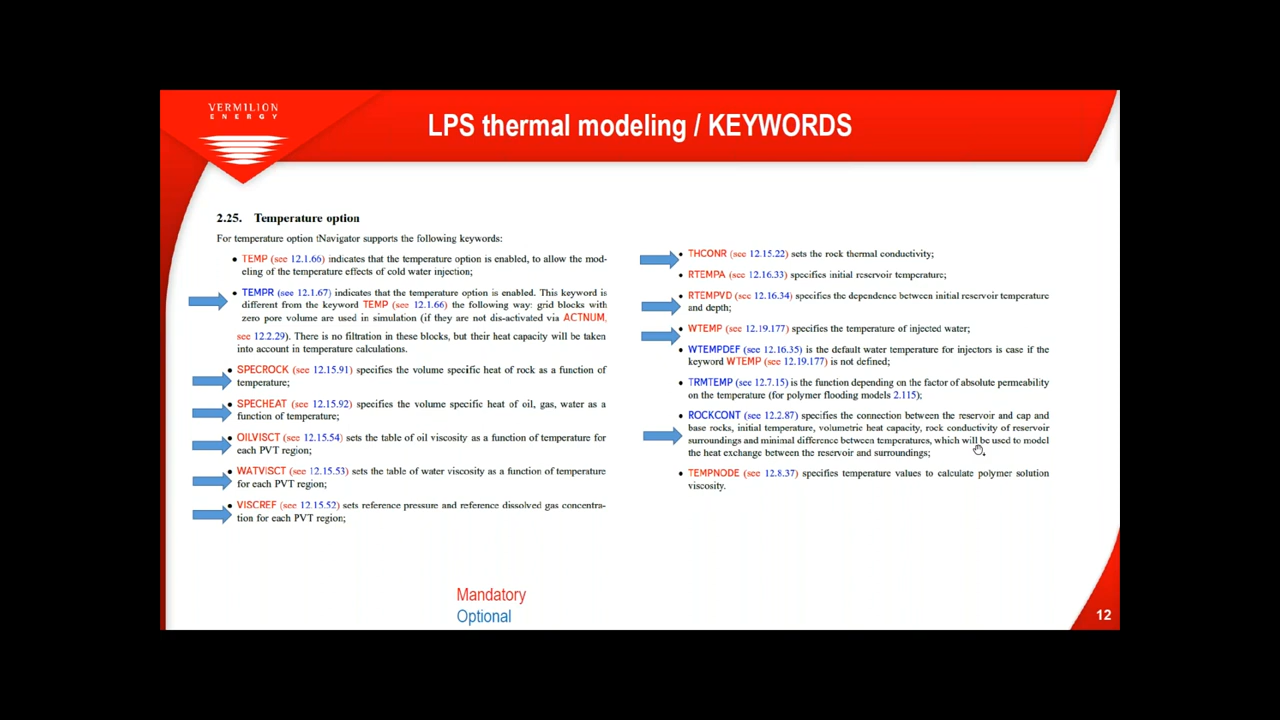 VERMILION
ENERGY
LPS thermal modeling / KEYWORDS
2.25. Temperature option
For temperature option tNavigator supports the following keywords:
• TEMP (see 12.1.66) indicates that the temperature option is enabled, to allow the mod-
eling of the temperature effects of cold water injection;
• TEMPR (see 12.1.67) indicates that the temperature option is enabled. This keyword is
different from the keyword TEMP (see 12.1.66) the following way: grid blocks with
zero pore volume are used in simulation (if they are not dis-activated via ACTNUM,
see 12.2.29). There is no filtration in these blocks, but their heat capacity will be taken
into account in temperature calculations.
• SPECROCK (see 12.15.91) specifies the volume specific heat of rock as a function of
temperature;
• SPECHEAT (see 12.15.92) specifies the volume specific heat of oil, gas, water as a
function of temperature;
• OILVISCT (see 12.15.54) sets the table of oil viscosity as a function of temperature for
each PVT region;
• WATVISCT (see 12.15.53) sets the table of water viscosity as a function of temperature
for each PVT region;
• VISCREF (see 12.15.52) sets reference pressure and reference dissolved gas concentra-
tion for each PVT region;
• THCONR (see 12.15.22) sets the rock thermal conductivity;
• RTEMPA (see 12.16.33) specifies initial reservoir temperature;
• RTEMPVD (see 12.16.34) specifies the dependence between initial reservoir temperature
and depth;
• WTEMP (see 12.19.177) specifies the temperature of injected water;
• WTEMPDEF (see 12.16.35) is the default water temperature for injectors is case if the
keyword WTEMP (see 12.19.177) is not defined;
• TRMTEMP (see 12.7.15) is the function depending on the factor of absolute permeability
on the temperature (for polymer flooding models 2.115);
• ROCKCONT (see 12.2.87) specifies the connection between the reservoir and cap and
base rocks, initial temperature, volumetric heat capacity, rock conductivity of reservoir
surroundings and minimal difference between temperatures, which will be used to model
the heat exchange between the reservoir and surroundings;
• TEMPNODE (see 12.8.37) specifies temperature values to calculate polymer solution
viscosity.
Mandatory
Optional
12